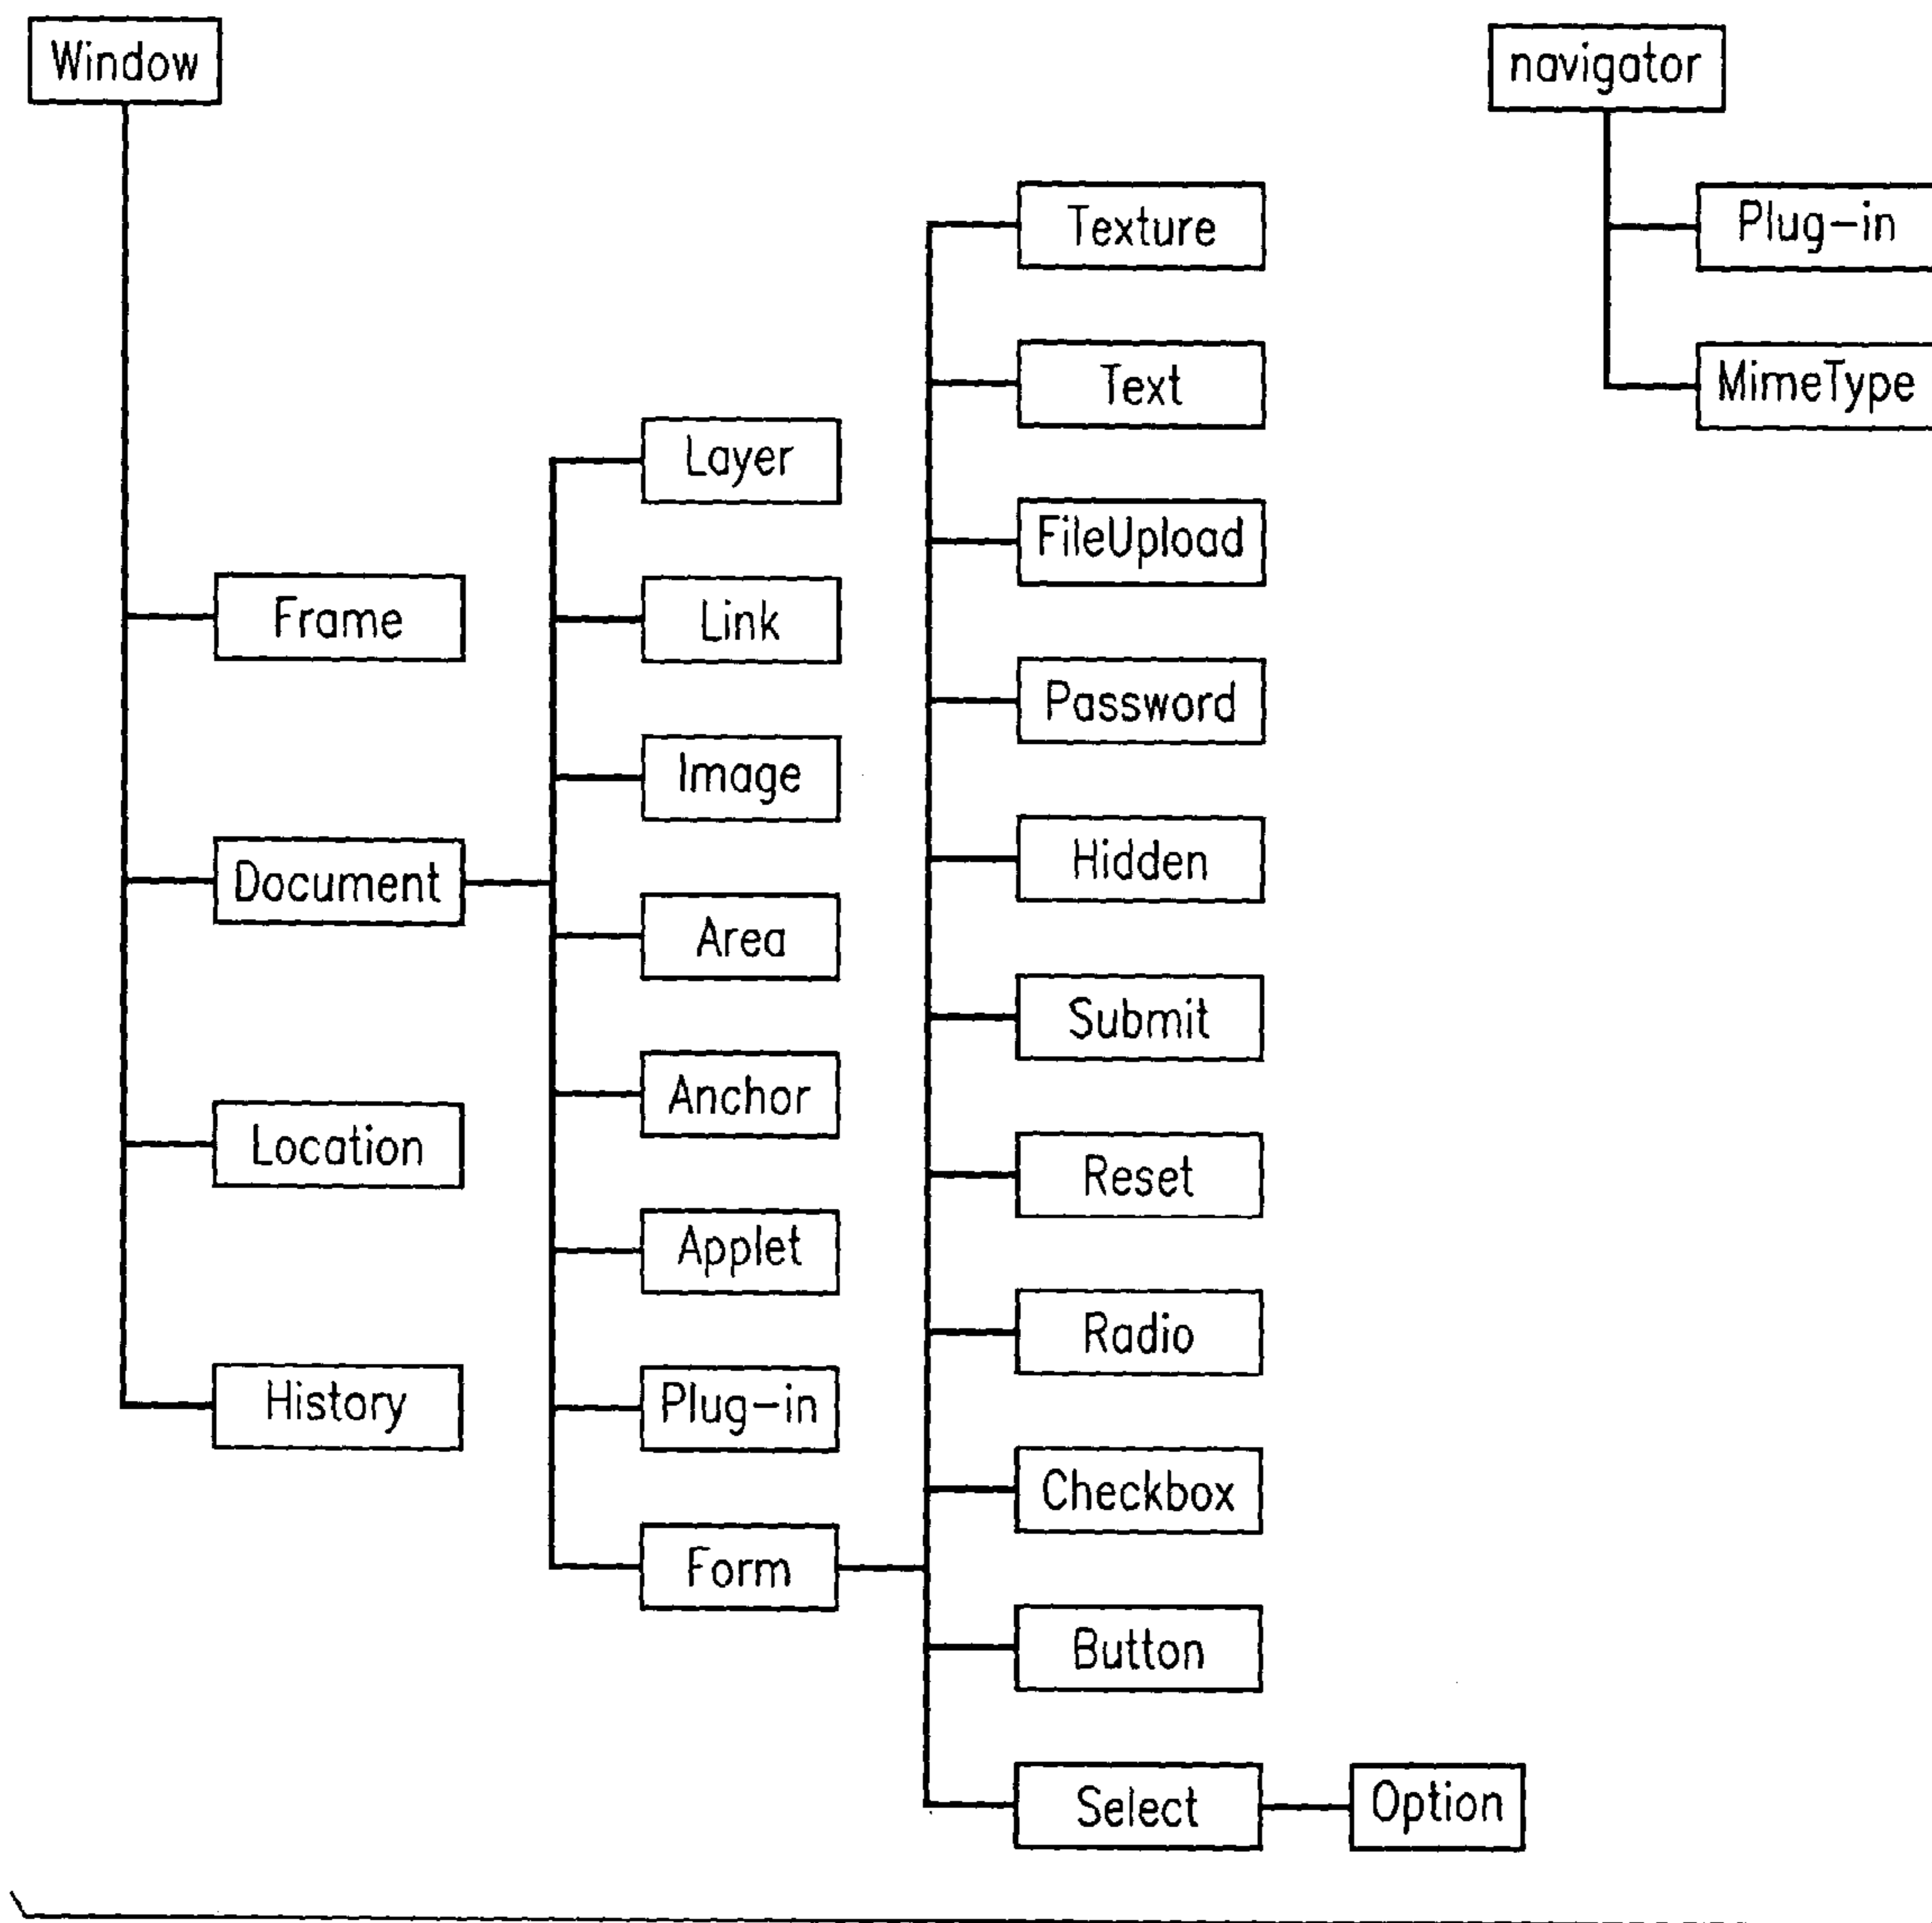 Window
navigator
Texture
Plug-in
Text
MimeType
Layer
FileUpload
Frame
Link
Password
Image
Hidden
Document
Area
Submit
Anchor
Location
Reset
Applet
Radio
History
Plug-in
Checkbox
Form
Button
Select
Option